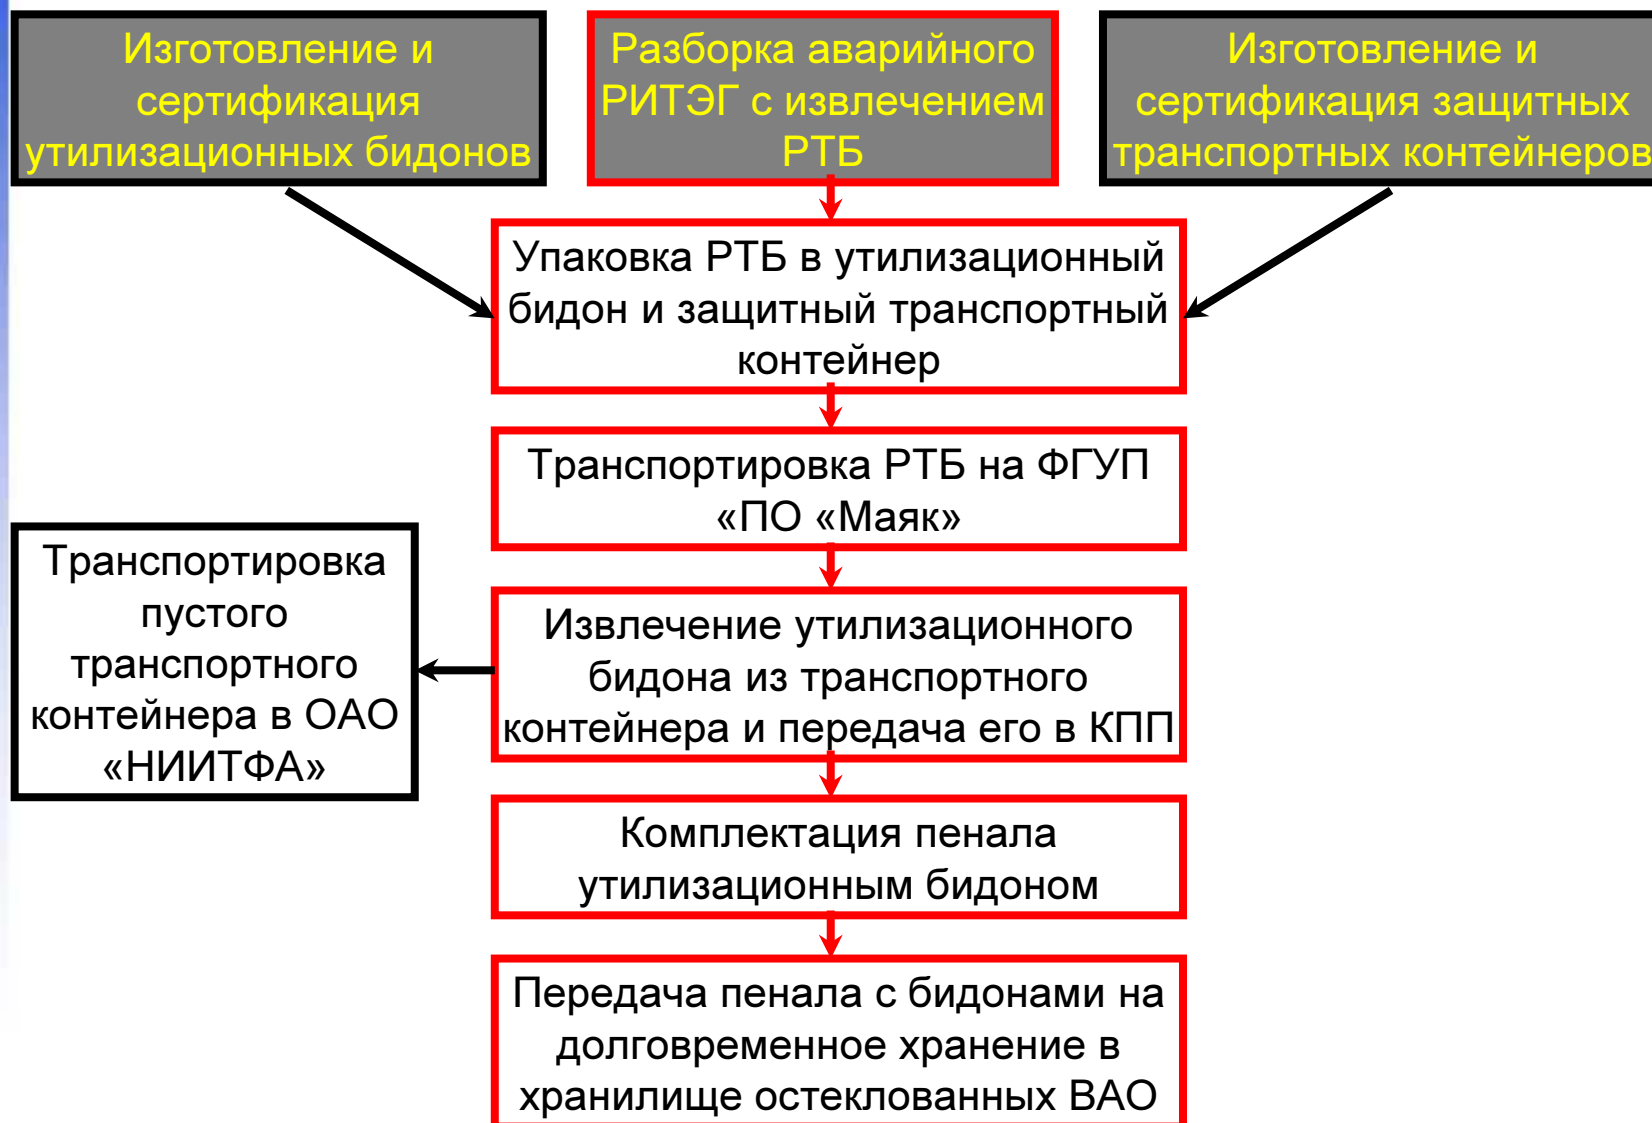 Изготовление и
сертификация
утилизационных бидонов
Разборка аварийного
РИТЭГ с извлечением
РТБ
Изготовление и
сертификация защитных
транспортных контейнеров
Упаковка РТБ в утилизационный
бидон и защитный транспортный
контейнер
Транспортировка РТБ на ФГУП
«ПО «Маяк»
Транспортировка
пустого
транспортного
контейнера в ОАО
«НИИТФА»
Извлечение утилизационного
бидона из транспортного
контейнера и передача его в КПП
Комплектация пенала
утилизационным бидоном
Передача пенала с бидонами на
долговременное хранение в
хранилище остеклованных ВАО